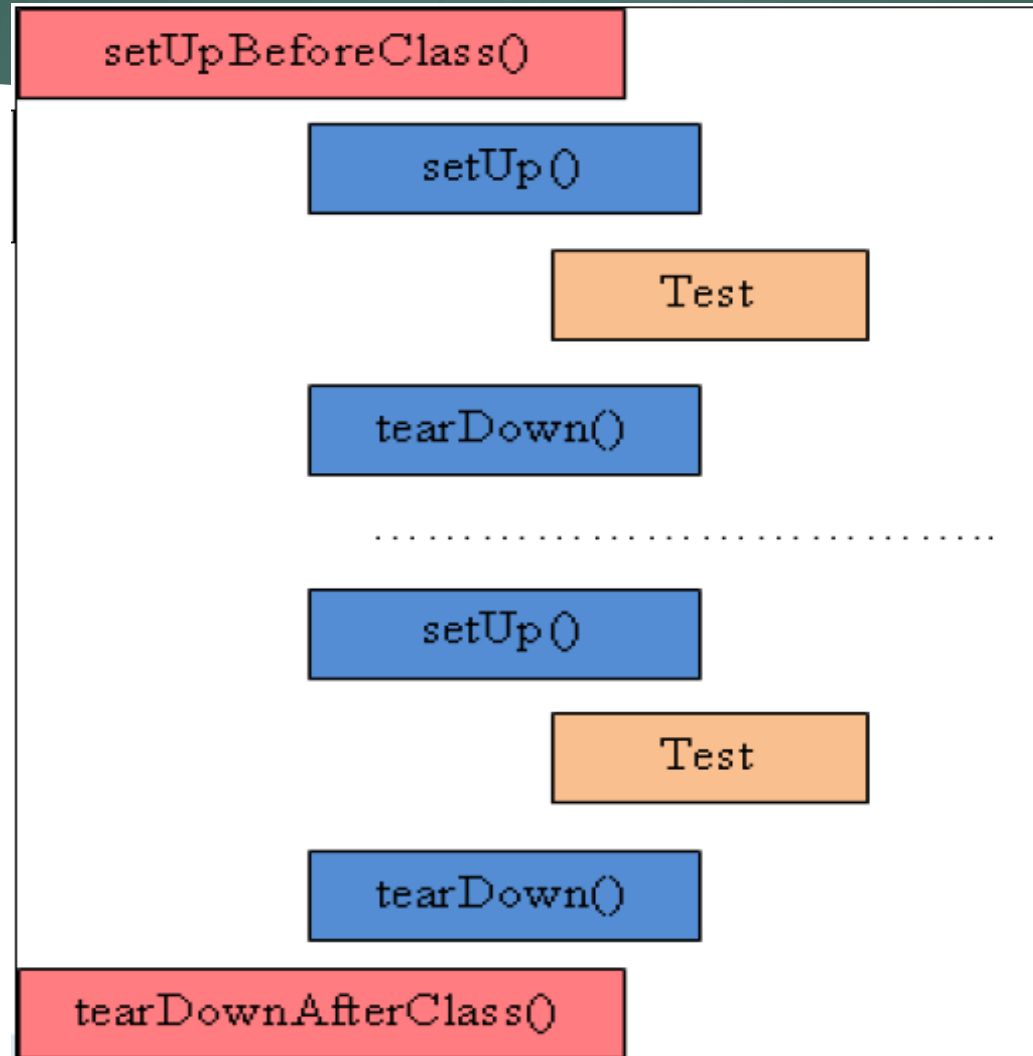 setUpBeforeClass()
setUp()
Test
tearDown()
...................................
setUp()
Test
tearDown()
tearDownAfterClass()